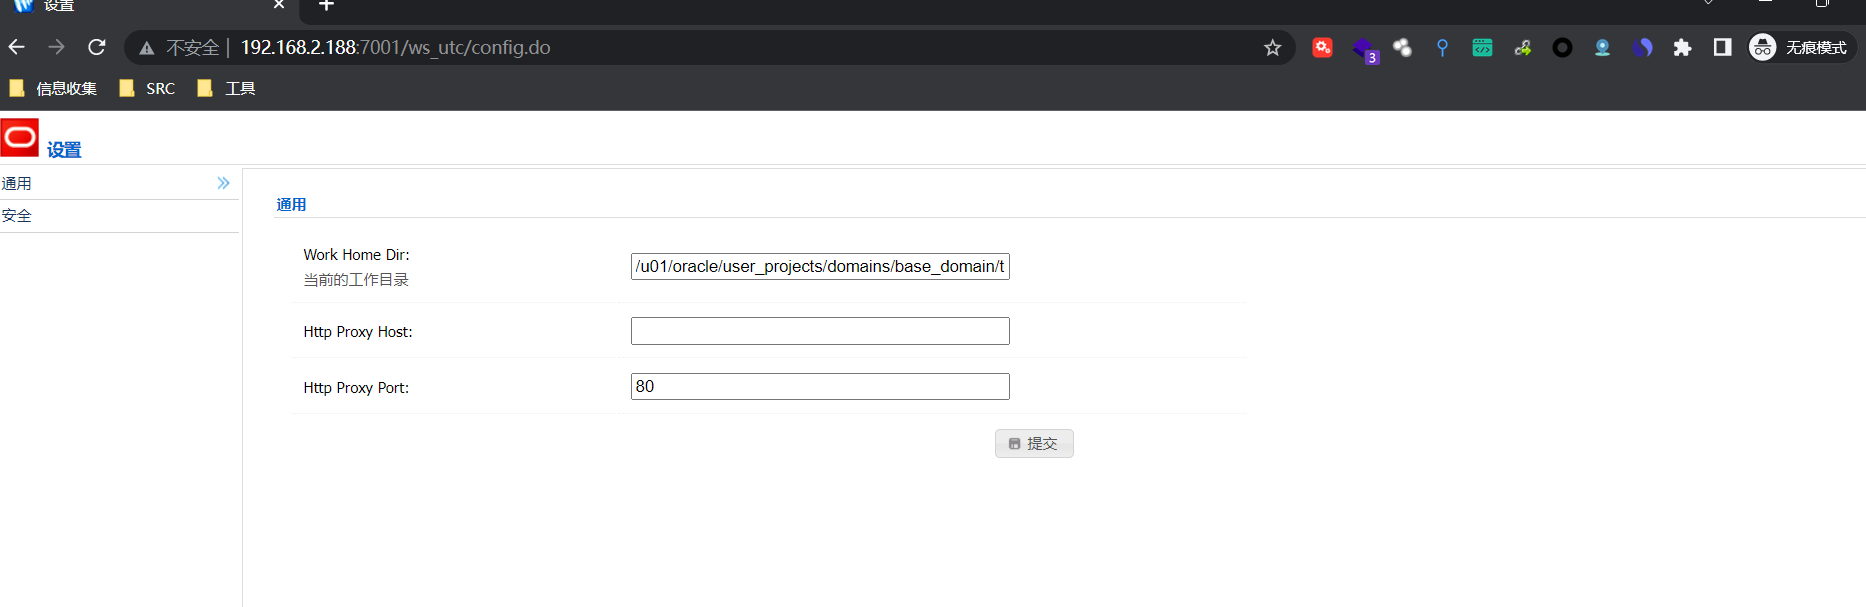 设置
不安全 | 192.168.2.188:7001/ws_utc/config.do
3
无痕模式
信息收集 SRC 工具
设置
通用
安全
通用
Work Home Dir:
当前的工作目录
/u01/oracle/user_projects/domains/base_domain/t
Http Proxy Host:
Http Proxy Port:
80
提交